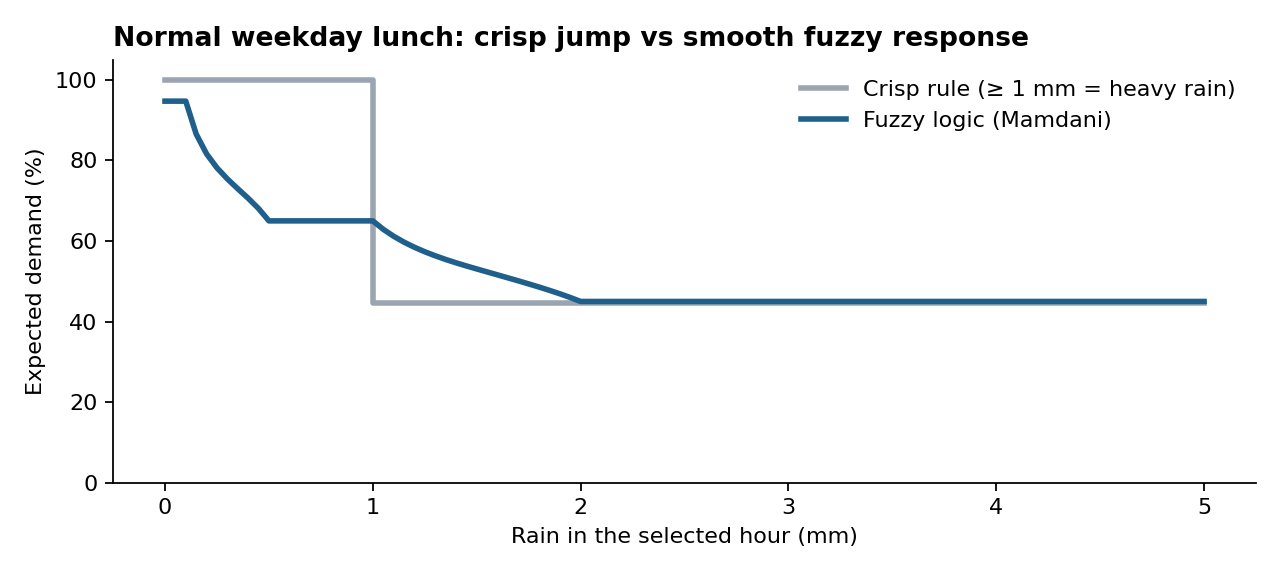 Normal weekday lunch: crisp jump vs smooth fuzzy response
Crisp rule (≥ 1 mm = heavy rain)
Fuzzy logic (Mamdani)
Expected demand (%)
100
80
60
40
20
0
0 1 2 3 4 5
Rain in the selected hour (mm)